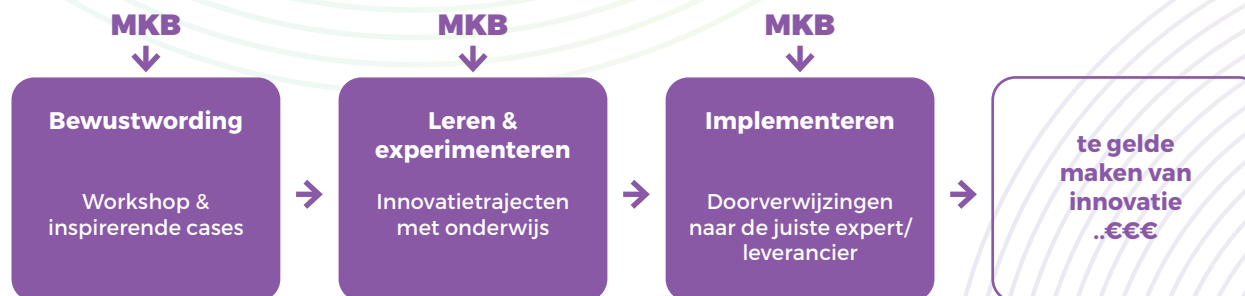 MKB
MKB
MKB
Bewustwording
Workshop &
inspirerende cases
Leren &
experimenteren
Innovatietrajecten
met onderwijs
Implementeren
Doorverwijzingen
naar de juiste expert/
leverancier
te gelde
maken van
innovatie
..€€€